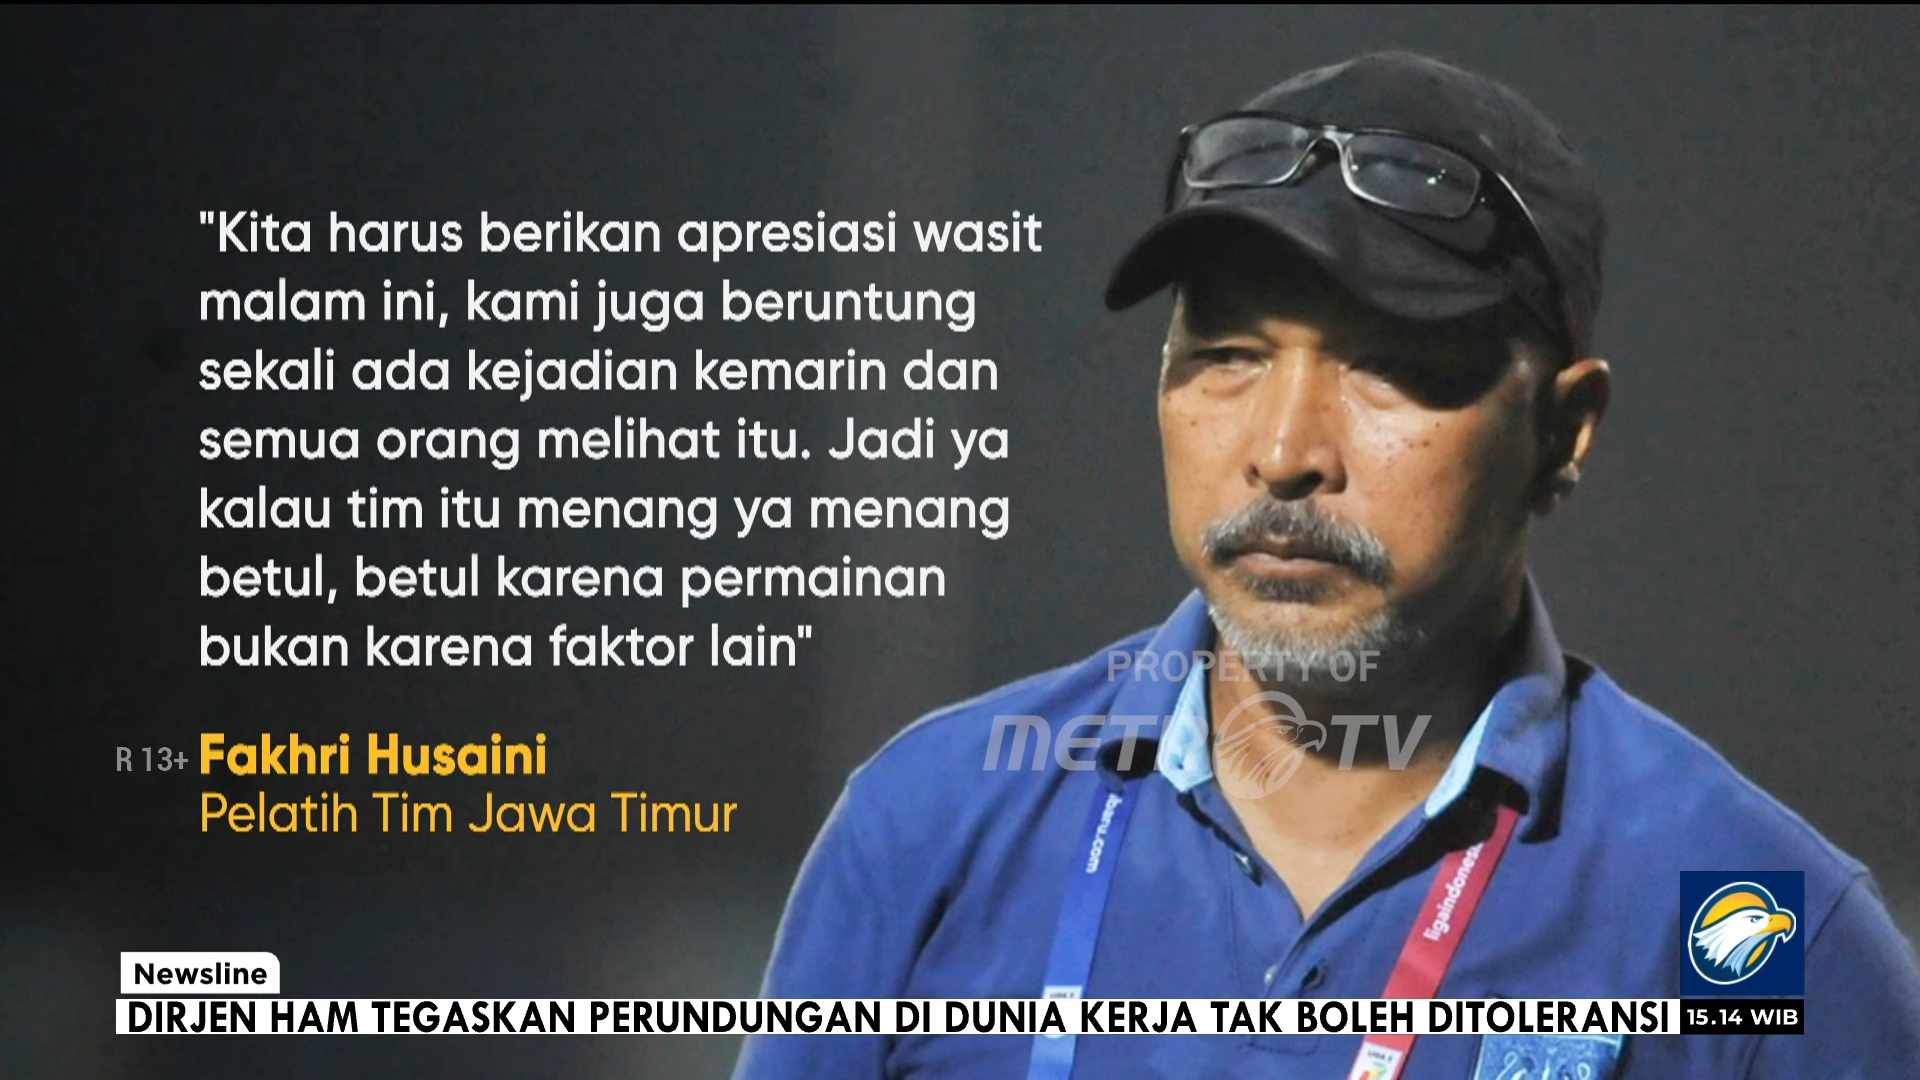 "Kita harus berikan apresiasi wasit
malam ini, kami juga beruntung
sekali ada kejadian kemarin dan
semua orang melihat itu. Jadi ya
kalau tim itu menang ya menang
betul, betul karena permainan
bukan karena faktor lain"
R 13+ Fakhri Husaini
Pelatih Tim Jawa Timur
PROPERTY OF
METRO TV
baru.com
ligaindonesi
Newsline
DIRJEN HAM TEGASKAN PERUNDUNGAN DI DUNIA KERJA TAK BOLEH DITOLERANSI
15.14 WIB